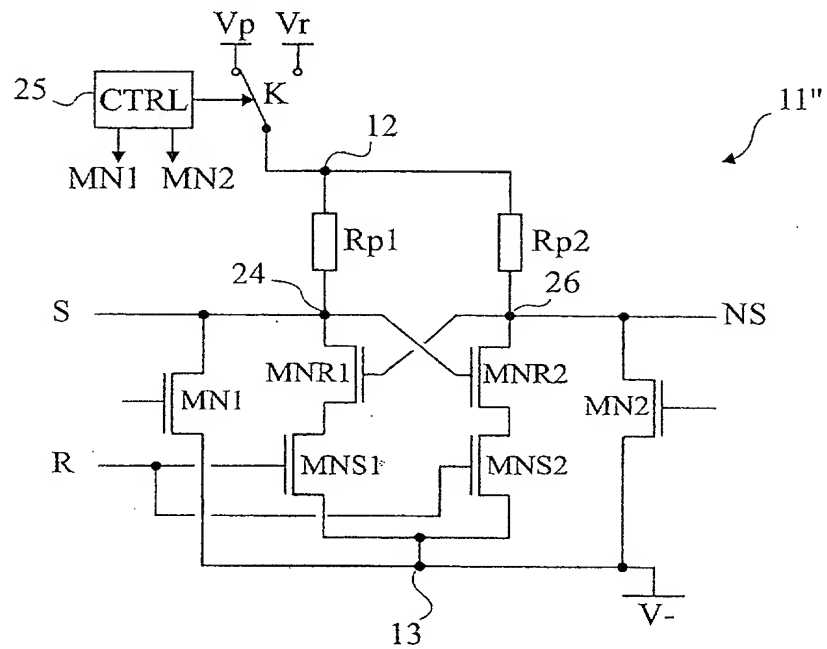 Vp Vr
25 CTRL K
11"
MN1 MN2
12
Rp1 Rp2
24 26
S NS
MNR1 MNR2
MN1 MN2
R MNS1 MNS2
13 V-